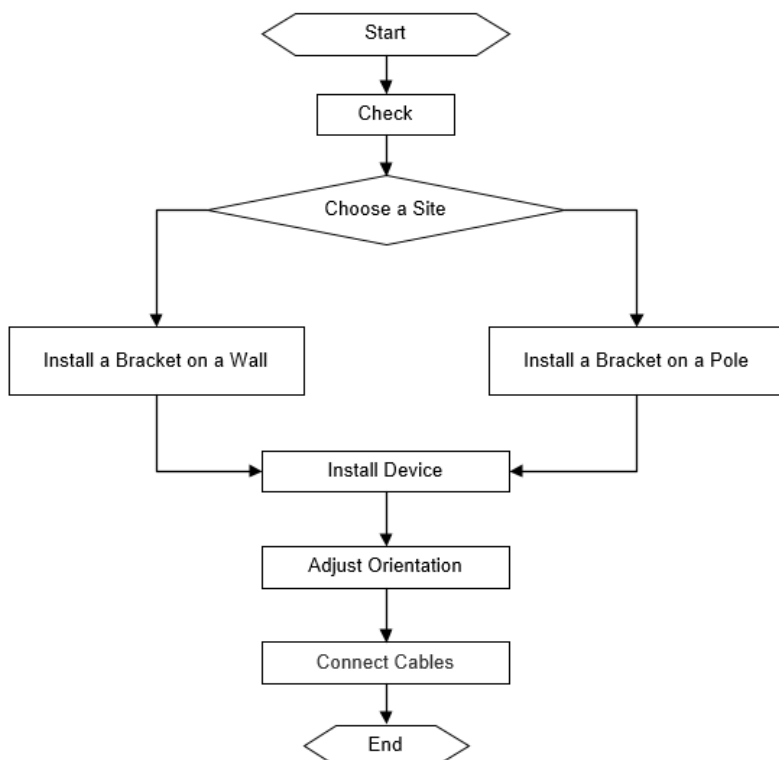 Start
Check
Choose a Site
Install a Bracket on a Wall
Install a Bracket on a Pole
Install Device
Adjust Orientation
Connect Cables
End